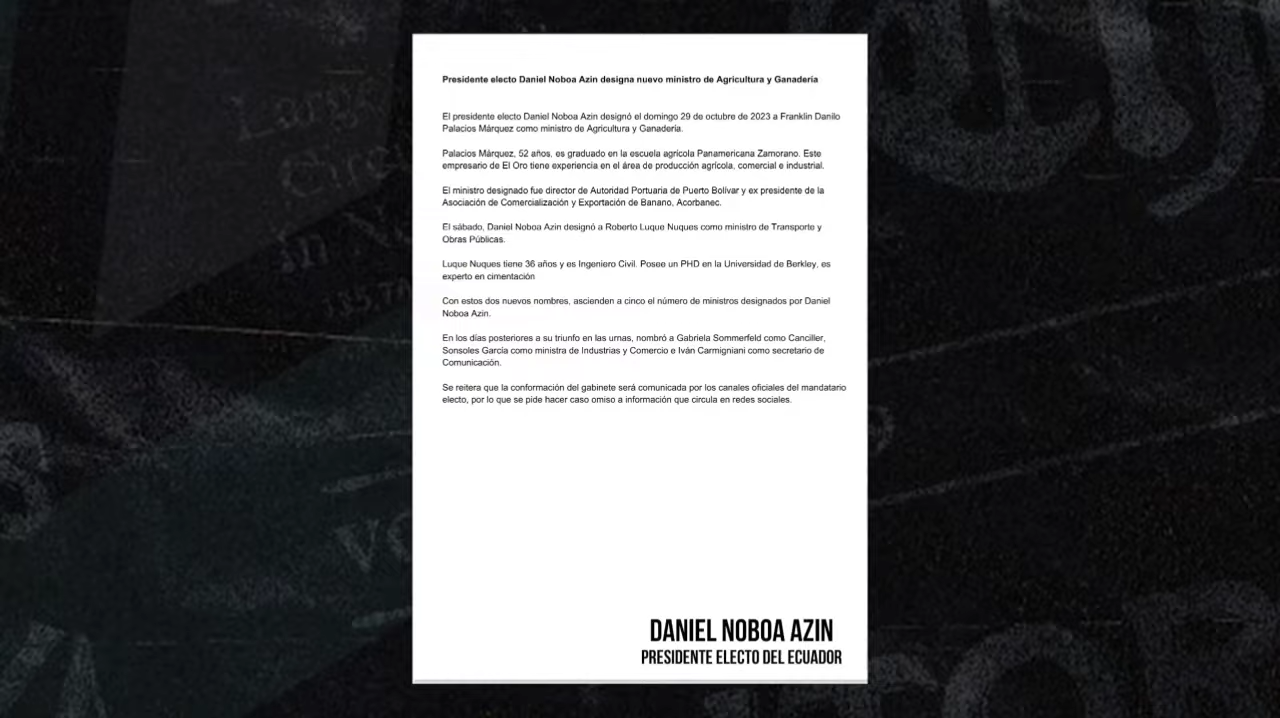 Presidente electo Daniel Noboa Azin designa nuevo ministro de Agricultura y Ganadería
El presidente electo Daniel Noboa Azin designó el domingo 29 de octubre de 2023 a Franklin Danilo
Palacios Márquez como ministro de Agricultura y Ganadería.
Palacios Márquez, 52 años, es graduado en la escuela agrícola Panamericana Zamorano. Este
empresario de El Oro tiene experiencia en el área de producción agrícola, comercial e industrial.
El ministro designado fue director de Autoridad Portuaria de Puerto Bolívar y ex presidente de la
Asociación de Comercialización y Exportación de Banano, Acorbanec.
El sábado, Daniel Noboa Azin designó a Roberto Luque Nuques como ministro de Transporte y
Obras Públicas.
Luque Nuques tiene 36 años y es Ingeniero Civil. Posee un PHD en la Universidad de Berkley, es
experto en cimentación
Con estos dos nuevos nombres, ascienden a cinco el número de ministros designados por Daniel
Noboa Azin.
En los días posteriores a su triunfo en las urnas, nombró a Gabriela Sommerfeld como Canciller,
Sonsoles García como ministra de Industrias y Comercio e Iván Carmigniani como secretario de
Comunicación.
Se reitera que la conformación del gabinete será comunicada por los canales oficiales del mandatario
electo, por lo que se pide hacer caso omiso a información que circula en redes sociales.
DANIEL NOBOA AZIN
PRESIDENTE ELECTO DEL ECUADOR